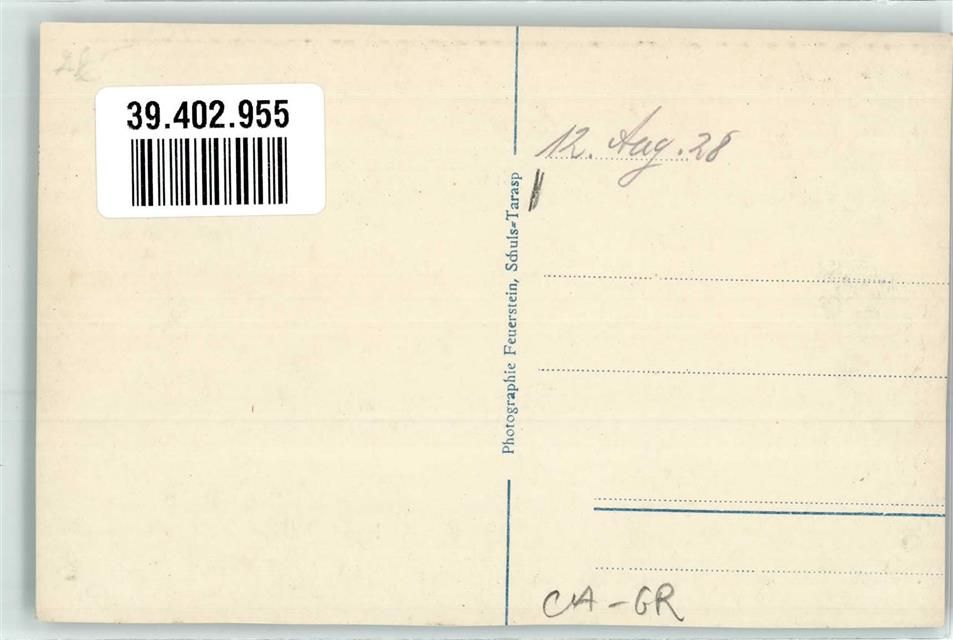 39.402.955
12. Aug. 28
Photographie Feuerstein, Schuls=Tarasp
CA - GR